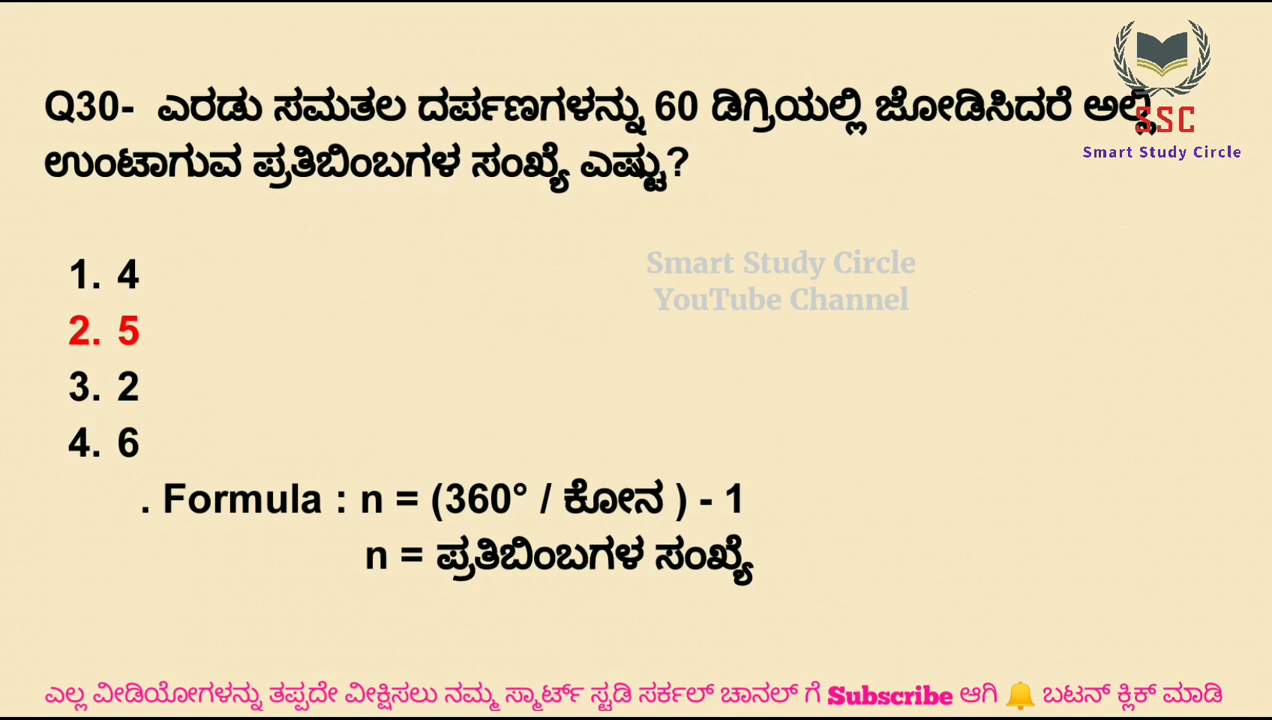 Q30- ಎರಡು ಸಮತಲ ದರ್ಪಣಗಳನ್ನು 60 ಡಿಗ್ರಿಯಲ್ಲಿ ಜೋಡಿಸಿದರೆ ಅಲ್ಲಿ
ಉಂಟಾಗುವ ಪ್ರತಿಬಿಂಬಗಳ ಸಂಖ್ಯೆ ಎಷ್ಟು?
SSC
Smart Study Circle
Smart Study Circle
YouTube Channel
1. 4
2. 5
3. 2
4. 6
. Formula : n = (360° / ಕೋನ ) - 1
n = ಪ್ರತಿಬಿಂಬಗಳ ಸಂಖ್ಯೆ
ಎಲ್ಲ ವೀಡಿಯೋಗಳನ್ನು ತಪ್ಪದೇ ವೀಕ್ಷಿಸಲು ನಮ್ಮ ಸ್ಮಾರ್ಟ್ ಸ್ಟಡಿ ಸರ್ಕಲ್ ಚಾನಲ್ ಗೆ Subscribe ಆಗಿ 🔔 ಬಟನ್ ಕ್ಲಿಕ್ ಮಾಡಿ